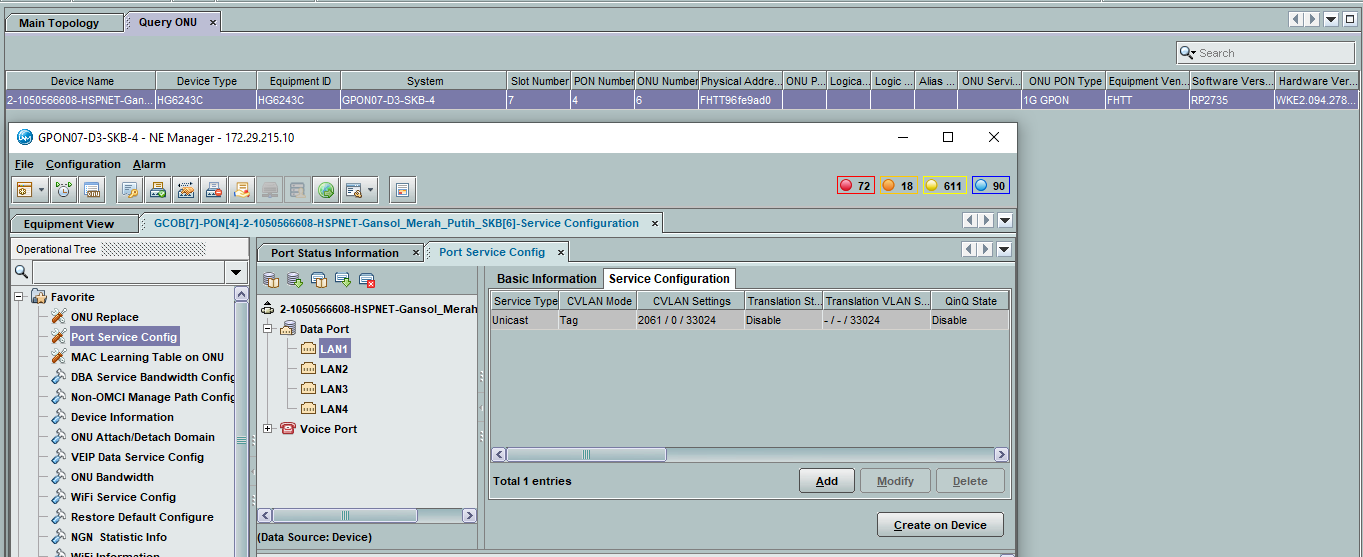 Main Topology
Query ONU ×
Search
Device Name Device Type Equipment ID System Slot Number PON Number ONU Number Physical Addre... ONU P... Logica... Logic ... Alias ... ONU Servi... ONU PON Type Equipment Ven... Software Vers... Hardware Ver...
2-1050566608-HSPNET-Gan... HG6243C HG6243C GPON07-D3-SKB-4 7 4 6 FHTT96fe9ad0 1G GPON FHTT RP2735 WKE2.094.278...
GPON07-D3-SKB-4 - NE Manager - 172.29.215.10
File Configuration Alarm
72 18 611 90
Equipment View
GCOB[7]-PON[4]-2-1050566608-HSPNET-Gansol_Merah_Putih_SKB[6]-Service Configuration ×
Operational Tree
Favorite
ONU Replace
Port Service Config
MAC Learning Table on ONU
DBA Service Bandwidth Config
Non-OMCI Manage Path Config
Device Information
ONU Attach/Detach Domain
VEIP Data Service Config
ONU Bandwidth
WiFi Service Config
Restore Default Configure
NGN Statistic Info
WiFi Information
Port Status Information ×
Port Service Config ×
2-1050566608-HSPNET-Gansol_Merah
Data Port
LAN1
LAN2
LAN3
LAN4
Voice Port
(Data Source: Device)
Basic Information
Service Configuration
Service Type CVLAN Mode CVLAN Settings Translation St... Translation VLAN S... QinQ State
Unicast Tag 2061 / 0 / 33024 Disable - / - / 33024 Disable
Total 1 entries
Add Modify Delete
Create on Device